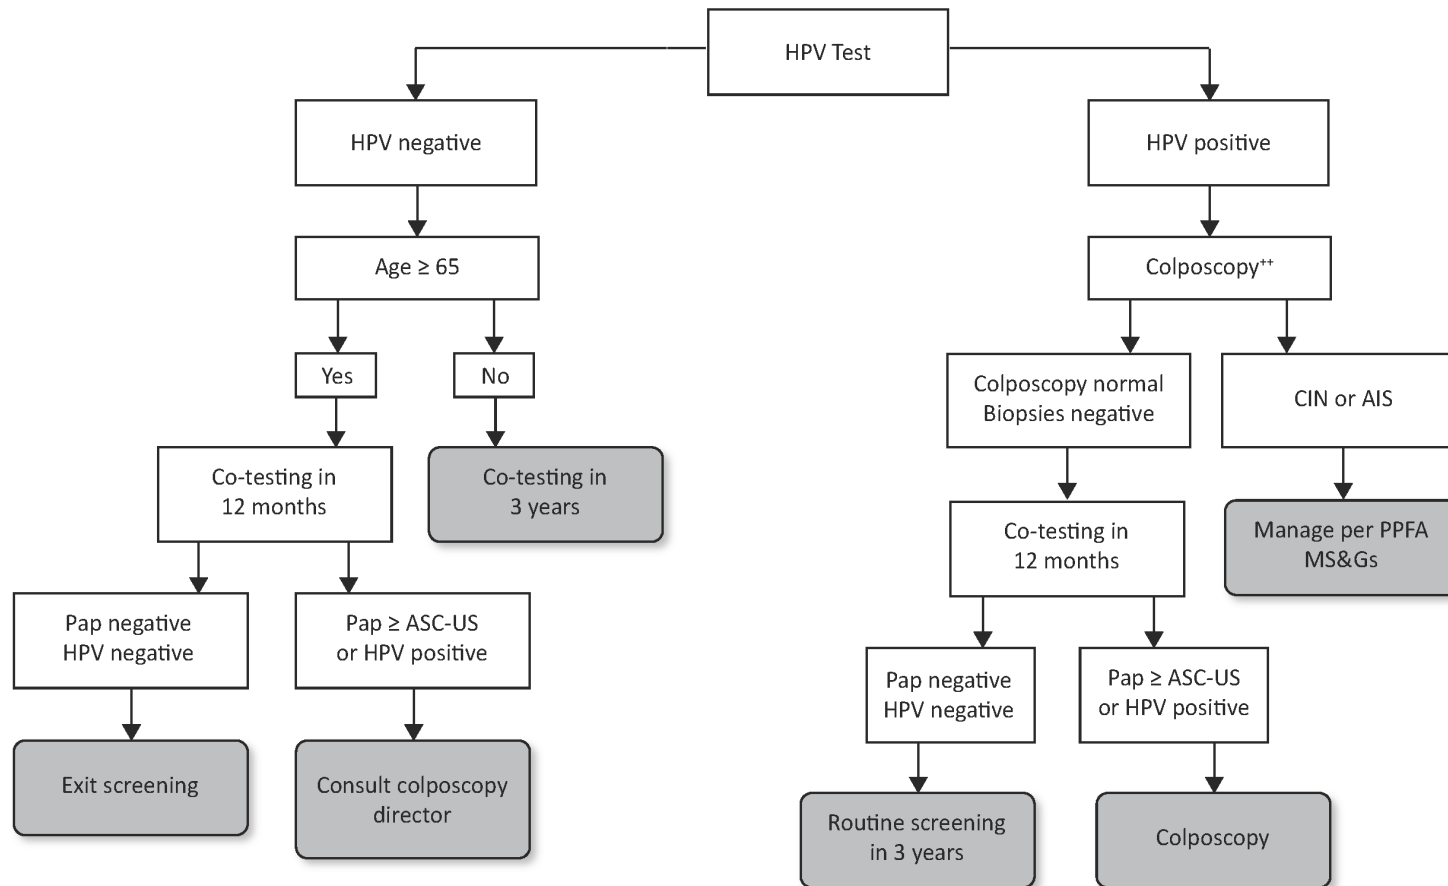 HPV Test
HPV negative
HPV positive
Age ≥ 65
Colposcopy++
Yes
No
Colposcopy normal
Biopsies negative
CIN or AIS
Co-testing in
12 months
Co-testing in
3 years
Co-testing in
12 months
Manage per PPFA
MS&Gs
Pap negative
HPV negative
Pap ≥ ASC-US
or HPV positive
Pap negative
HPV negative
Pap ≥ ASC-US
or HPV positive
Exit screening
Consult colposcopy
director
Routine screening
in 3 years
Colposcopy